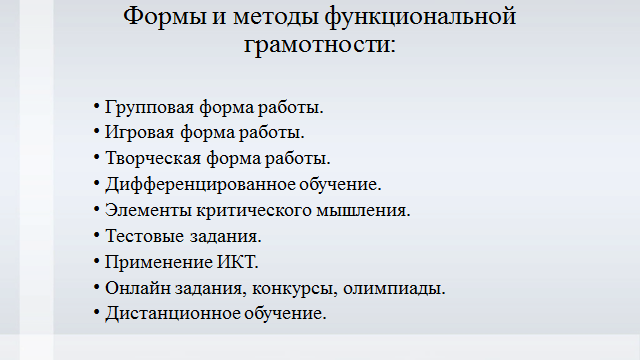 Формы и методы функциональной
грамотности:
• Групповая форма работы.
• Игровая форма работы.
• Творческая форма работы.
• Дифференцированное обучение.
• Элементы критического мышления.
• Тестовые задания.
• Применение ИКТ.
• Онлайн задания, конкурсы, олимпиады.
• Дистанционное обучение.